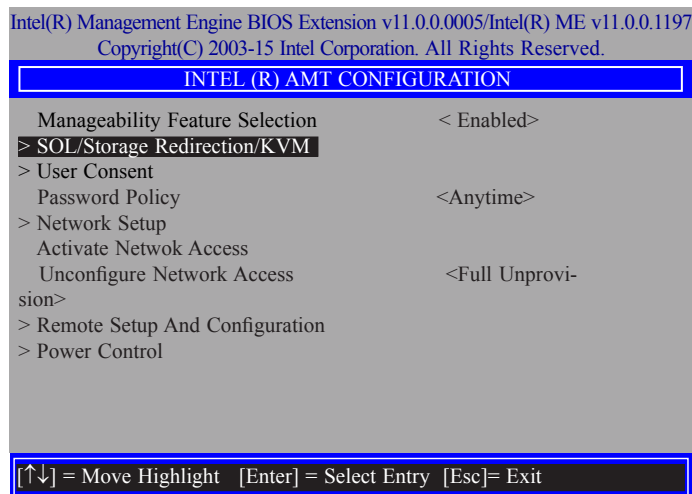 Intel(R) Management Engine BIOS Extension v11.0.0.0005/Intel(R) ME v11.0.0.1197
Copyright(C) 2003-15 Intel Corporation. All Rights Reserved.
INTEL (R) AMT CONFIGURATION
Manageability Feature Selection < Enabled>
> SOL/Storage Redirection/KVM
> User Consent
Password Policy <Anytime>
> Network Setup
Activate Netwok Access
Unconfigure Network Access <Full Unprovi-
sion>
> Remote Setup And Configuration
> Power Control
[↑↓] = Move Highlight [Enter] = Select Entry [Esc]= Exit